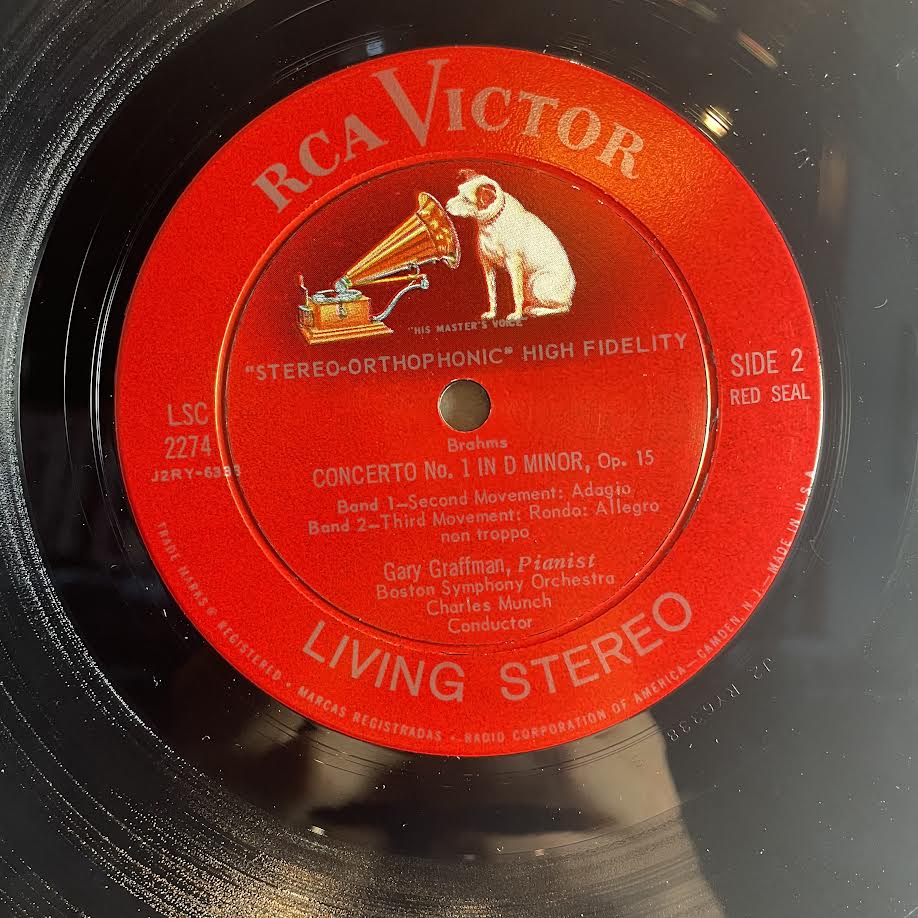 RCA VICTOR
"HIS MASTER'S VOICE"
"STEREO-ORTHOPHONIC" HIGH FIDELITY
SIDE 2
RED SEAL
LSC
2274
Brahms
CONCERTO No. 1 IN D MINOR, Op. 15
Band 1—Second Movement: Adagio
Band 2—Third Movement: Rondo: Allegro
non troppo
Gary Graffman, Pianist
Boston Symphony Orchestra
Charles Munch
Conductor
LIVING STEREO
TRADE MARKS ® REGISTERED • MARCAS REGISTRADAS • RADIO CORPORATION OF AMERICA—CAMDEN, N. J.—MADE IN U.S.A.